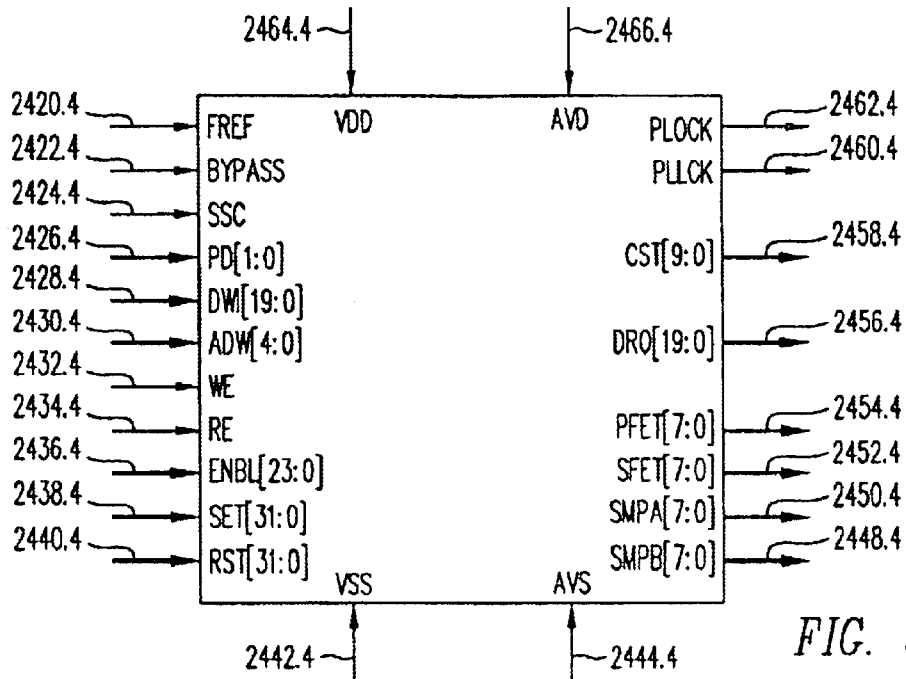 2464.4
2466.4
2420.4
2422.4
2424.4
2426.4
2428.4
2430.4
2432.4
2434.4
2436.4
2438.4
2440.4
VDD
AVD
FREF
BYPASS
SSC
PD[1:0]
DWI[19:0]
ADW[4:0]
WE
RE
ENBL[23:0]
SET[31:0]
RST[31:0]
PLOCK
PLLCK
CST[9:0]
DRO[19:0]
PFET[7:0]
SFET[7:0]
SMPA[7:0]
SMPB[7:0]
VSS
AVS
2462.4
2460.4
2458.4
2456.4
2454.4
2452.4
2450.4
2448.4
2442.4
2444.4
FIG.